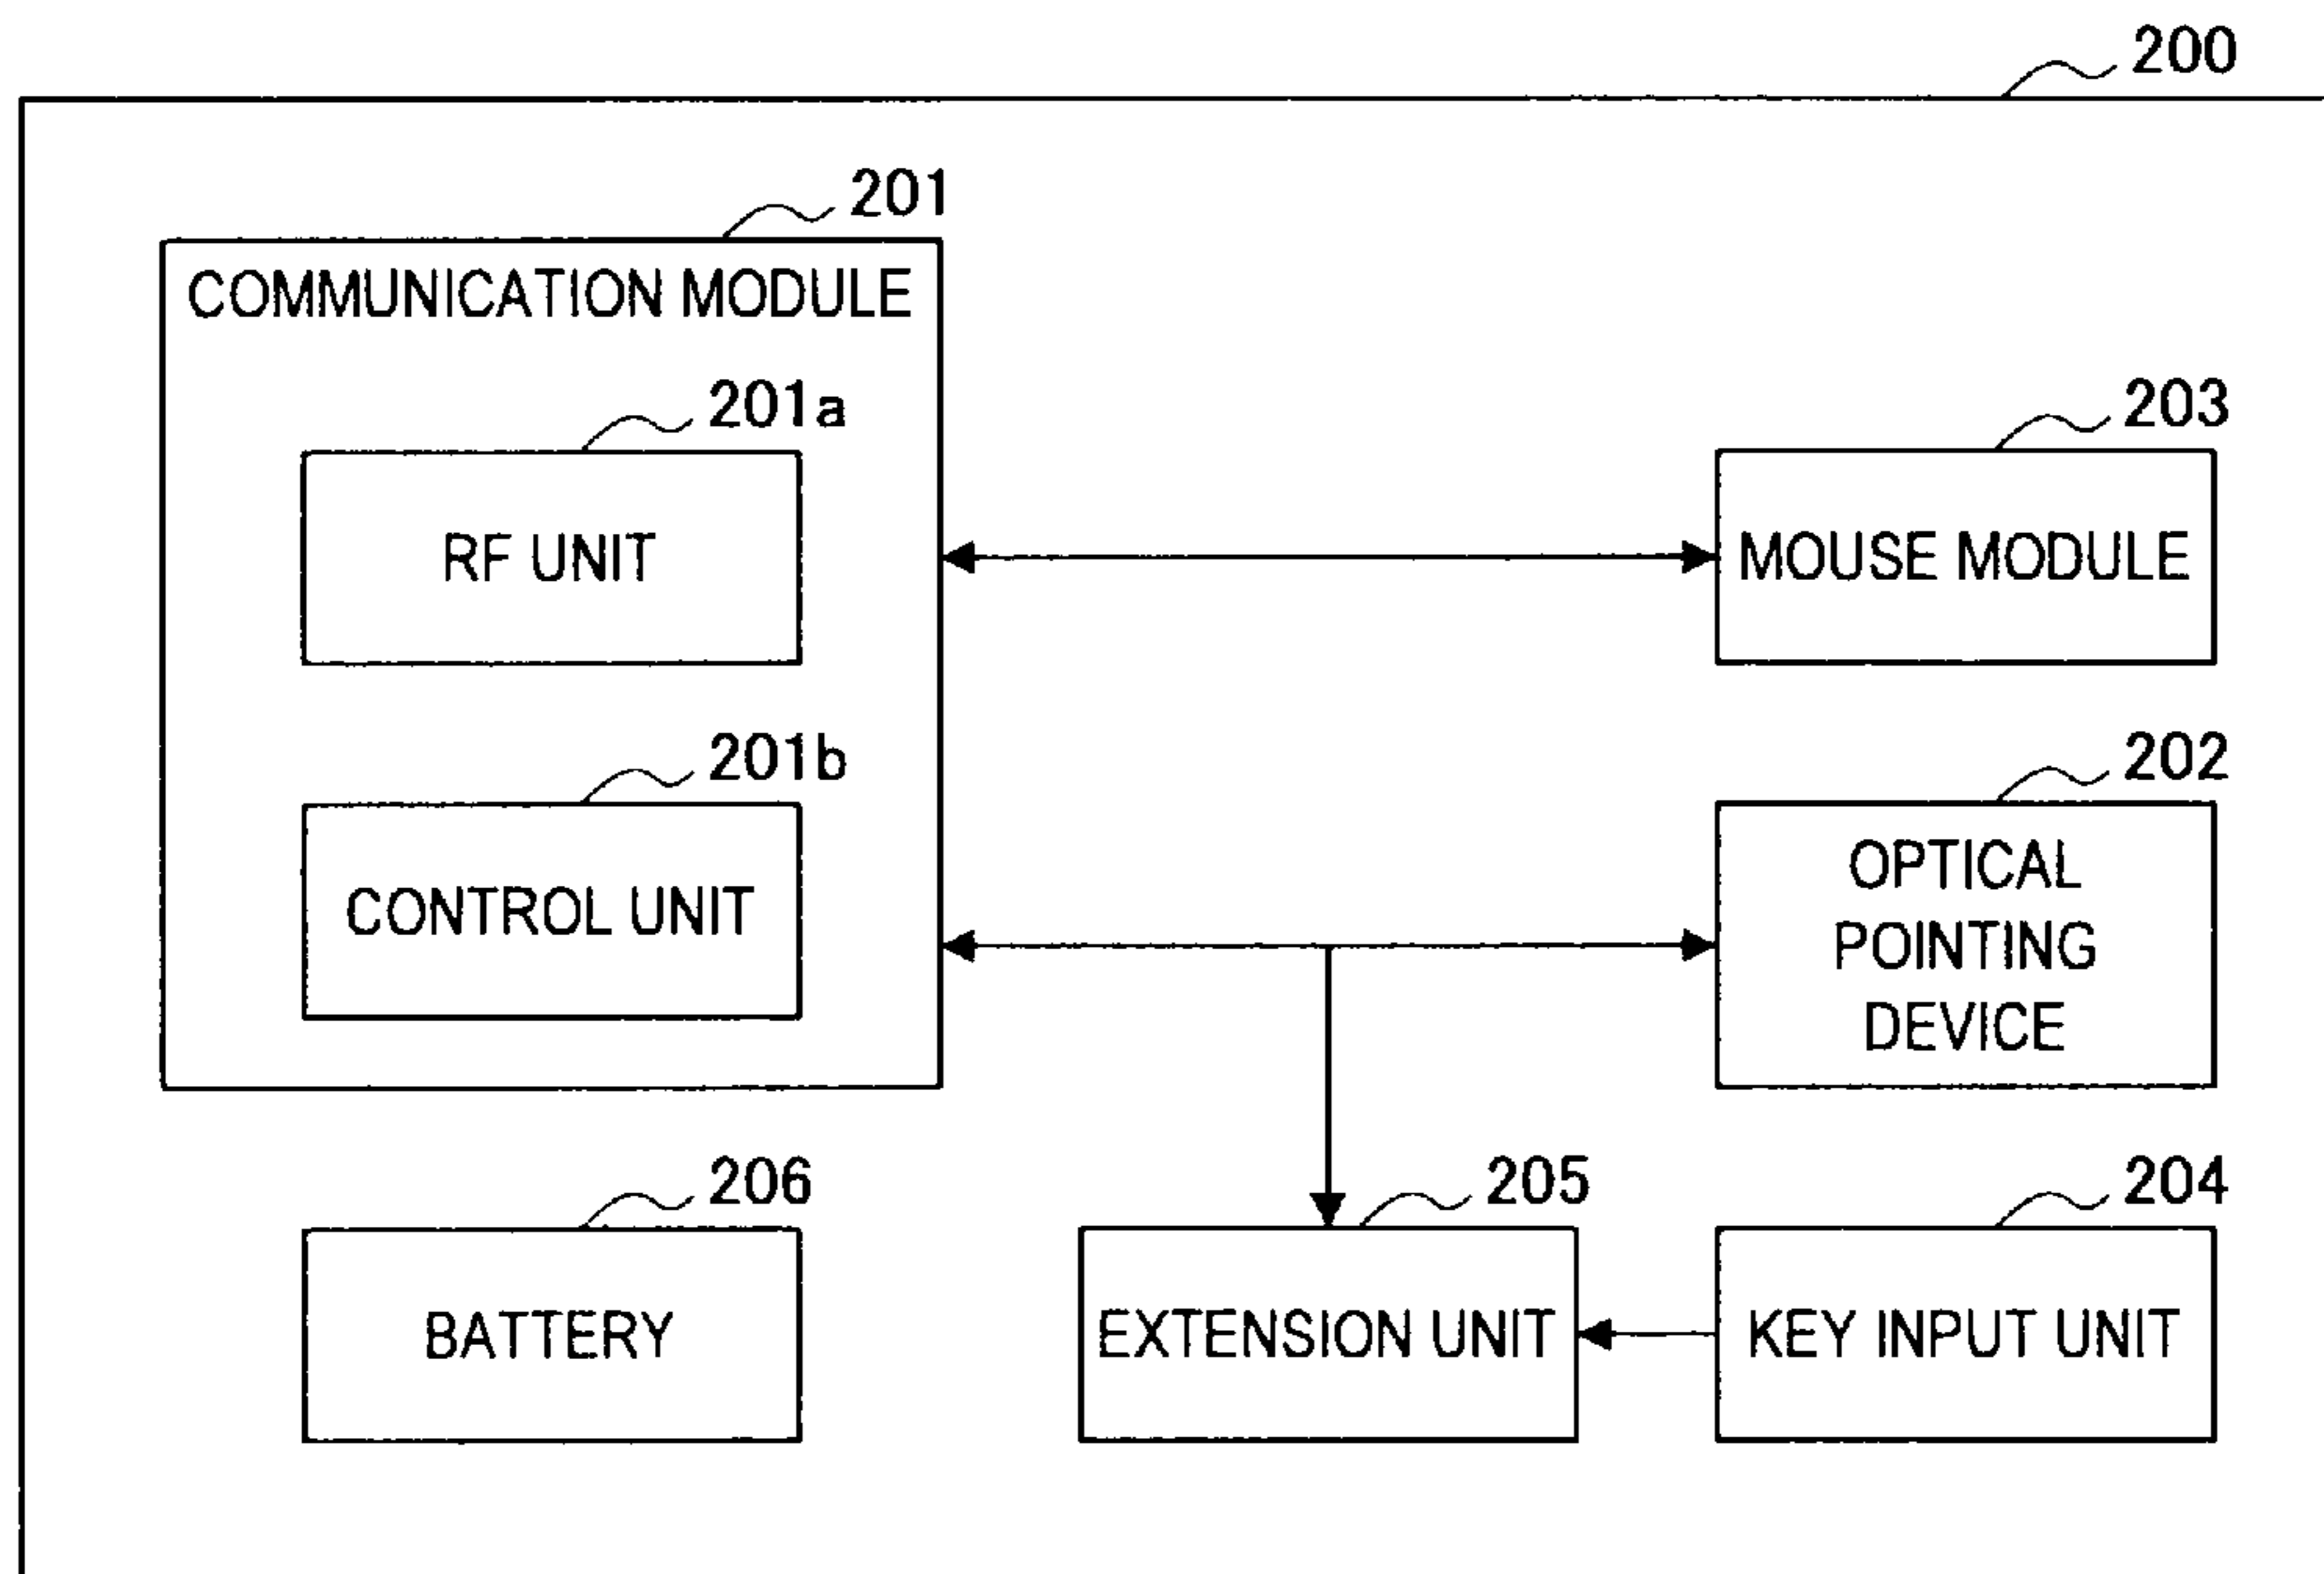 200
201
COMMUNICATION MODULE
201a
RF UNIT
203
MOUSE MODULE
201b
CONTROL UNIT
202
OPTICAL
POINTING
DEVICE
206
BATTERY
205
EXTENSION UNIT
204
KEY INPUT UNIT